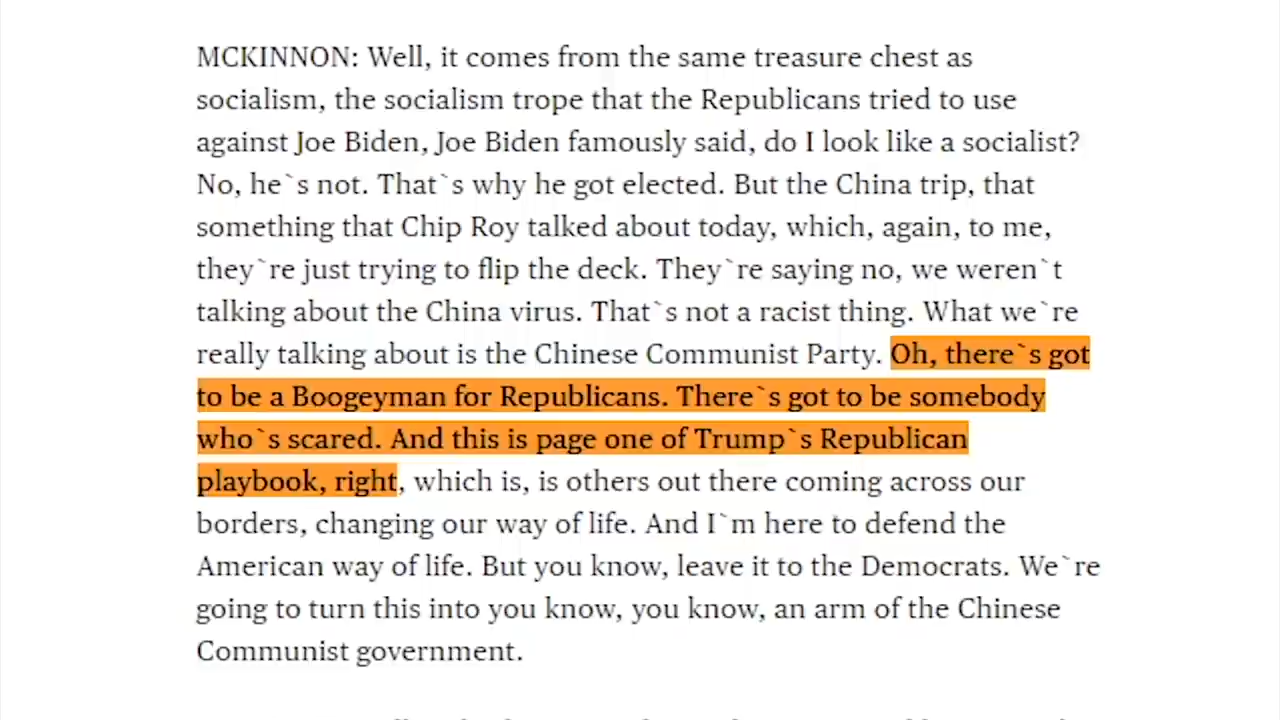 MCKINNON: Well, it comes from the same treasure chest as
socialism, the socialism trope that the Republicans tried to use
against Joe Biden, Joe Biden famously said, do I look like a socialist?
No, he`s not. That`s why he got elected. But the China trip, that
something that Chip Roy talked about today, which, again, to me,
they`re just trying to flip the deck. They`re saying no, we weren`t
talking about the China virus. That`s not a racist thing. What we`re
really talking about is the Chinese Communist Party. Oh, there`s got
to be a Boogeyman for Republicans. There`s got to be somebody
who`s scared. And this is page one of Trump`s Republican
playbook, right, which is, is others out there coming across our
borders, changing our way of life. And I`m here to defend the
American way of life. But you know, leave it to the Democrats. We`re
going to turn this into you know, you know, an arm of the Chinese
Communist government.